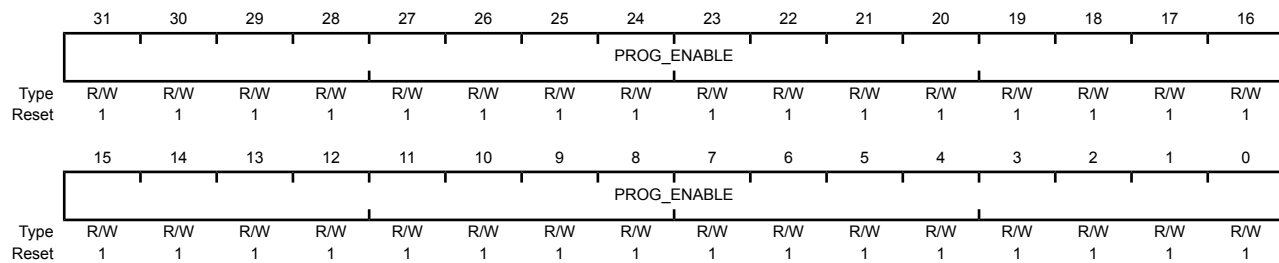 31 30 29 28 27 26 25 24 23 22 21 20 19 18 17 16
PROG_ENABLE
Type R/W R/W R/W R/W R/W R/W R/W R/W R/W R/W R/W R/W R/W R/W R/W R/W
Reset 1 1 1 1 1 1 1 1 1 1 1 1 1 1 1 1
15 14 13 12 11 10 9 8 7 6 5 4 3 2 1 0
PROG_ENABLE
Type R/W R/W R/W R/W R/W R/W R/W R/W R/W R/W R/W R/W R/W R/W R/W R/W
Reset 1 1 1 1 1 1 1 1 1 1 1 1 1 1 1 1